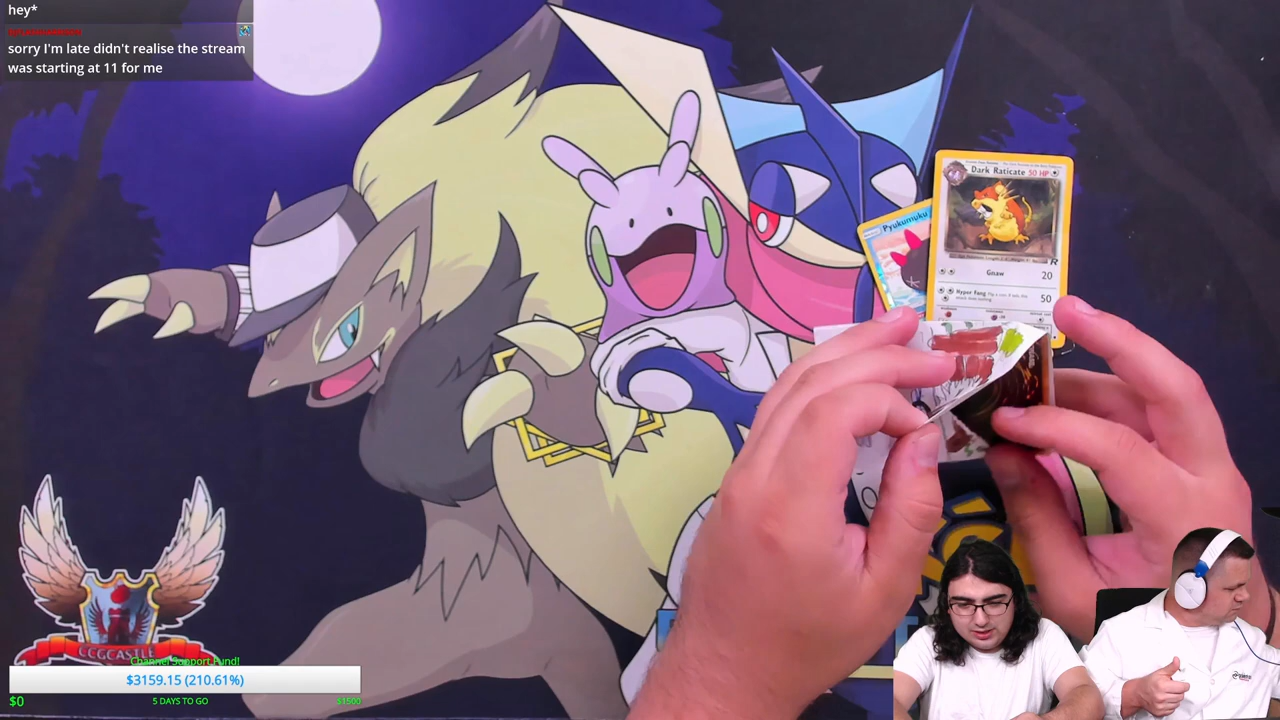 hey*
sorry I'm late didn't realise the stream
was starting at 11 for me
Dark Raticate 50 HP
Pyukumuku
Gnaw 20
Hyper Fang
50
CCGCASTLE
Channel Support Fund!
$3159.15 (210.61%)
$0 5 DAYS TO GO $1500